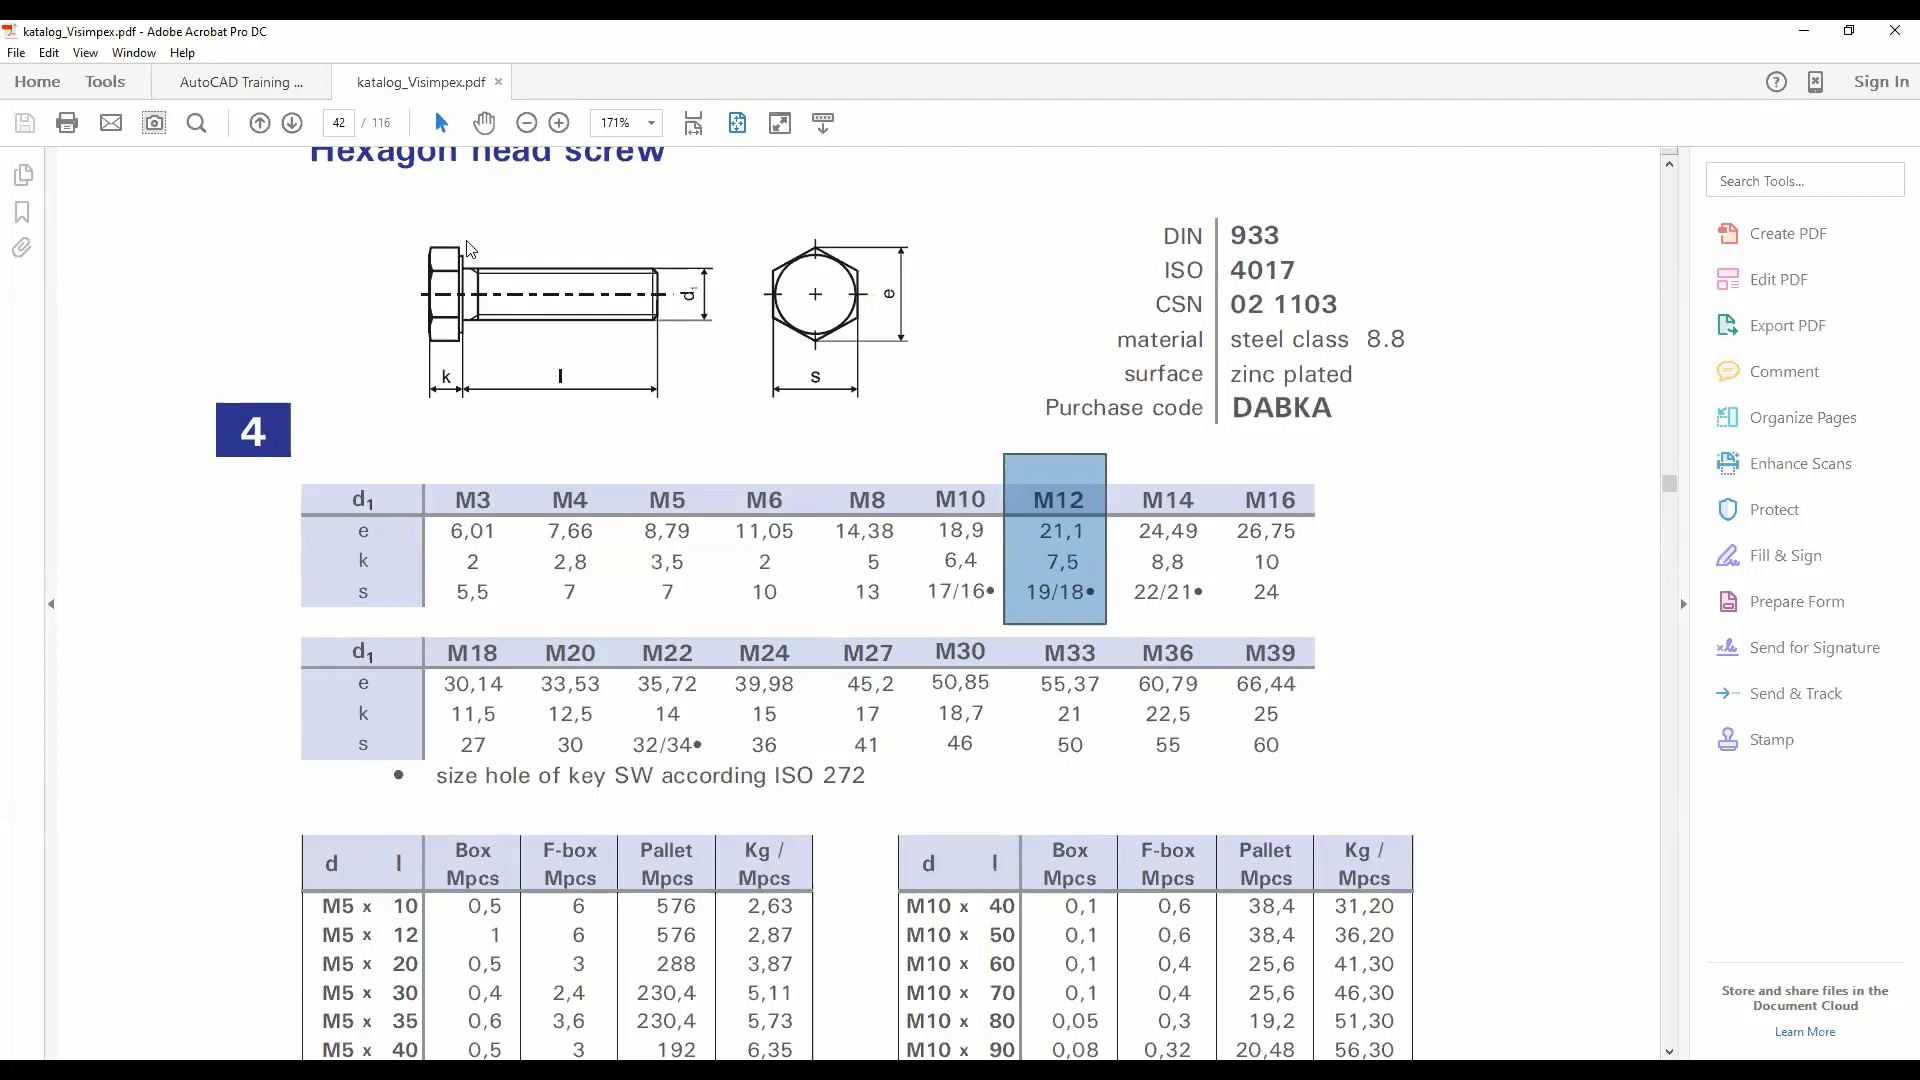 katalog_Visimpex.pdf - Adobe Acrobat Pro DC
File Edit View Window Help
Home Tools AutoCAD Training ... katalog_Visimpex.pdf × Sign In
42 / 116 171%
Hexagon head screw
Search Tools...
Create PDF
Edit PDF
Export PDF
Comment
Organize Pages
Enhance Scans
Protect
Fill & Sign
Prepare Form
Send for Signature
Send & Track
Stamp
Store and share files in the
Document Cloud
Learn More
k l d1 s e
DIN 933
ISO 4017
CSN 02 1103
material steel class 8.8
surface zinc plated
Purchase code DABKA
4
d1 M3 M4 M5 M6 M8 M10 M12 M14 M16
e 6,01 7,66 8,79 11,05 14,38 18,9 21,1 24,49 26,75
k 2 2,8 3,5 2 5 6,4 7,5 8,8 10
s 5,5 7 7 10 13 17/16• 19/18• 22/21• 24
d1 M18 M20 M22 M24 M27 M30 M33 M36 M39
e 30,14 33,53 35,72 39,98 45,2 50,85 55,37 60,79 66,44
k 11,5 12,5 14 15 17 18,7 21 22,5 25
s 27 30 32/34• 36 41 46 50 55 60
• size hole of key SW according ISO 272
d l Box Mpcs F-box Mpcs Pallet Mpcs Kg / Mpcs
M5 x 10 0,5 6 576 2,63
M5 x 12 1 6 576 2,87
M5 x 20 0,5 3 288 3,87
M5 x 30 0,4 2,4 230,4 5,11
M5 x 35 0,6 3,6 230,4 5,73
M5 x 40 0,5 3 192 6,35
d l Box Mpcs F-box Mpcs Pallet Mpcs Kg / Mpcs
M10 x 40 0,1 0,6 38,4 31,20
M10 x 50 0,1 0,6 38,4 36,20
M10 x 60 0,1 0,4 25,6 41,30
M10 x 70 0,1 0,4 25,6 46,30
M10 x 80 0,05 0,3 19,2 51,30
M10 x 90 0,08 0,32 20,48 56,30